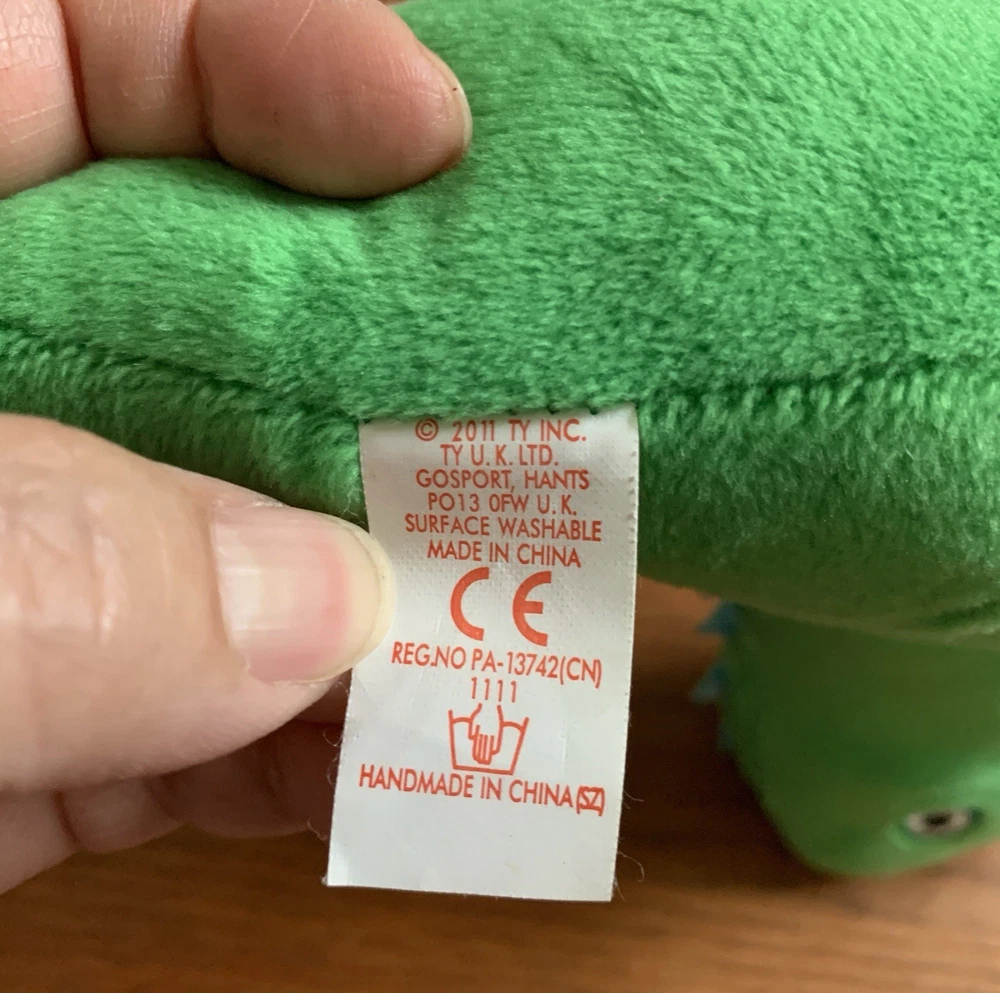 © 2011 TY INC.
TY U.K. LTD.
GOSPORT, HANTS
PO13 0FW U.K.
SURFACE WASHABLE
MADE IN CHINA
CE
REG.NO PA-13742(CN)
1111
HANDMADE IN CHINA(SZ)